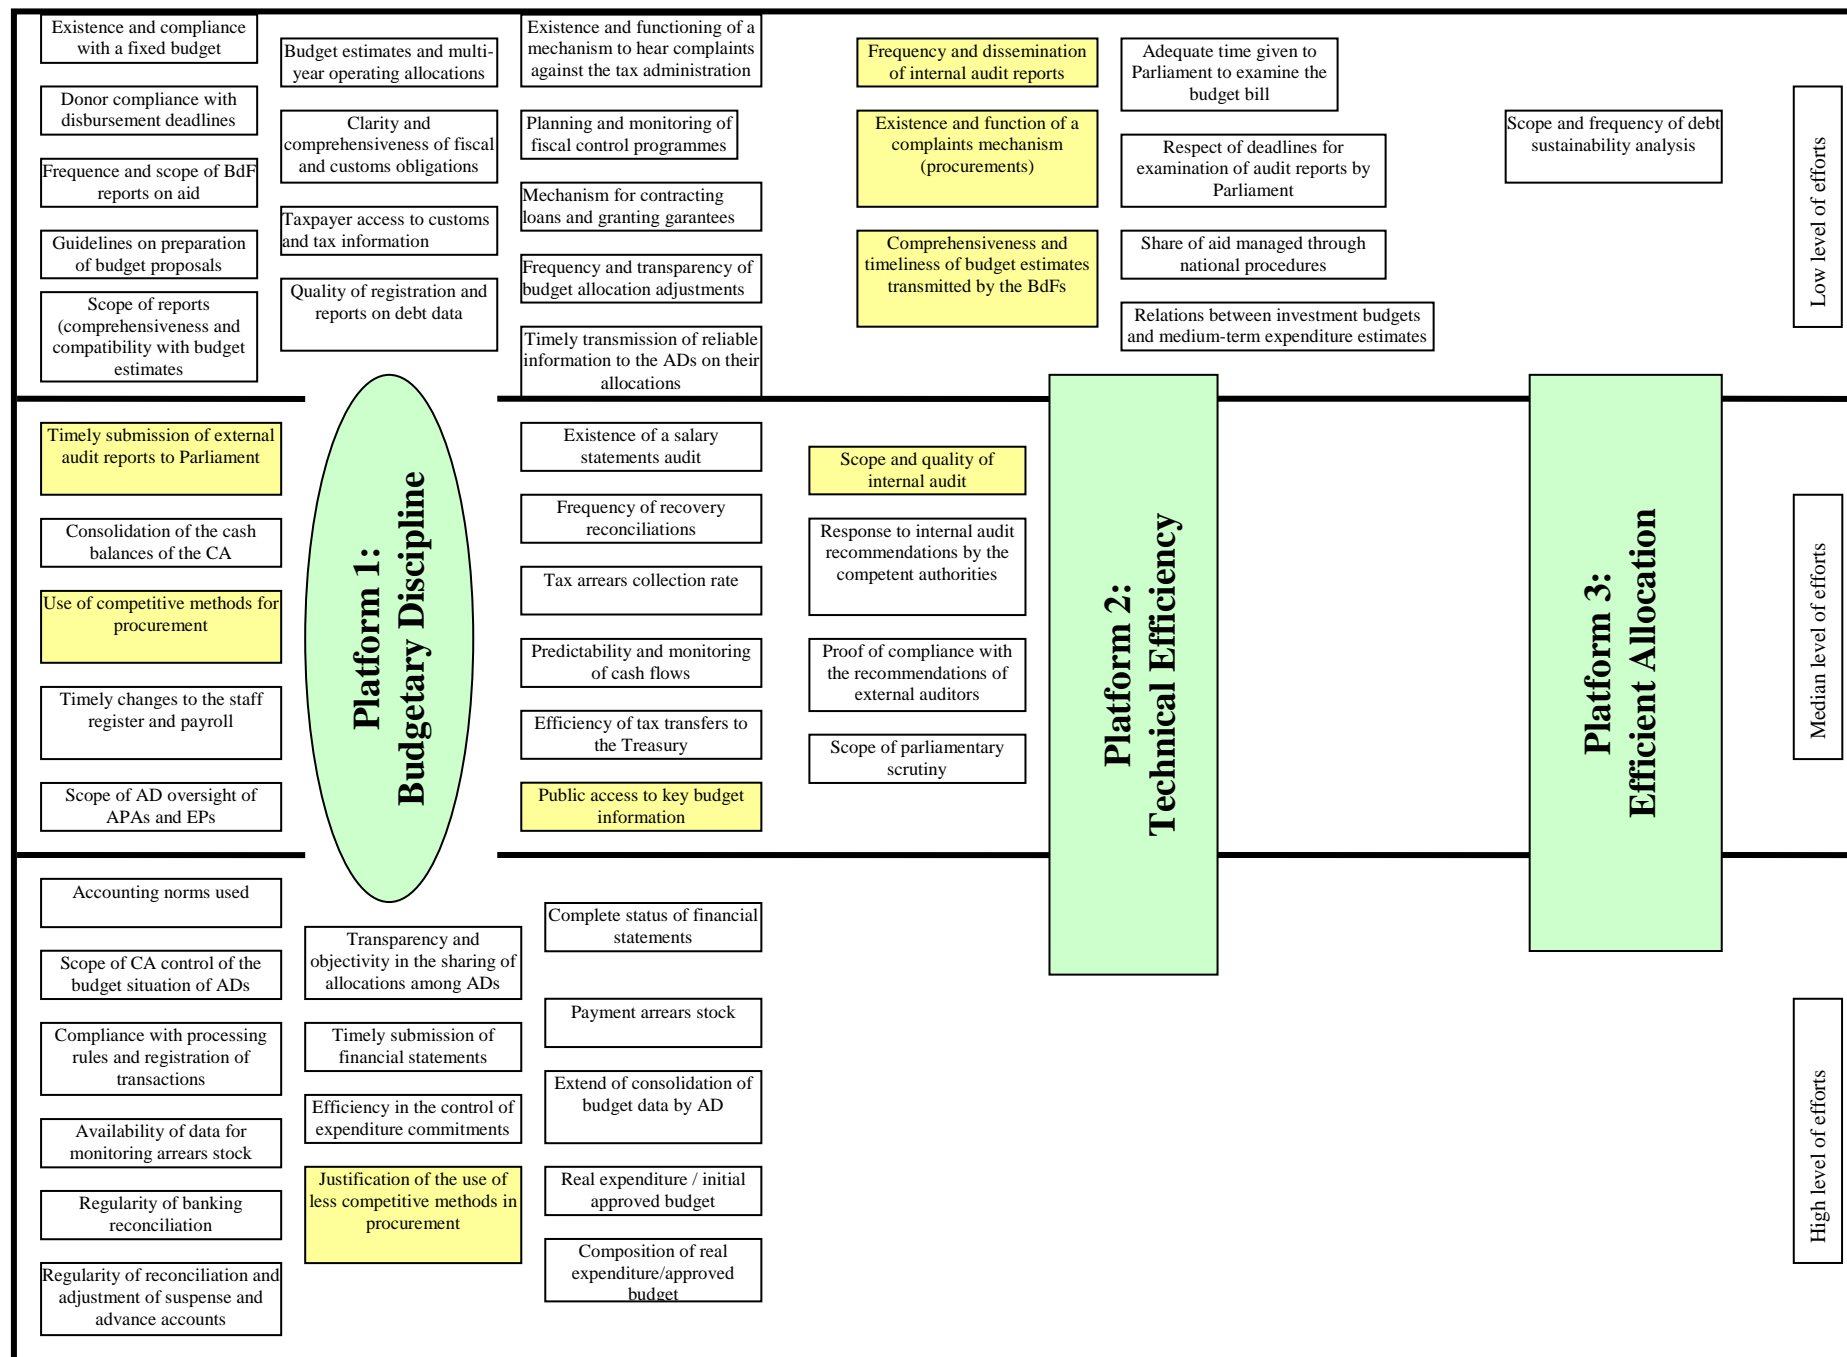 Existence and compliance
with a fixed budget
Donor compliance with
disbursement deadlines
Frequence and scope of BdF
reports on aid
Guidelines on preparation
of budget proposals
Scope of reports
(comprehensiveness and
compatibility with budget
estimates
Budget estimates and multi-
year operating allocations
Clarity and
comprehensiveness of fiscal
and customs obligations
Taxpayer access to customs
and tax information
Quality of registration and
reports on debt data
Existence and functioning of a
mechanism to hear complaints
against the tax administration
Planning and monitoring of
fiscal control programmes
Mechanism for contracting
loans and granting garantees
Frequency and transparency of
budget allocation adjustments
Timely transmission of reliable
information to the ADs on their
allocations
Frequency and dissemination
of internal audit reports
Existence and function of a
complaints mechanism
(procurements)
Comprehensiveness and
timeliness of budget estimates
transmitted by the BdFs
Adequate time given to
Parliament to examine the
budget bill
Respect of deadlines for
examination of audit reports by
Parliament
Share of aid managed through
national procedures
Relations between investment budgets
and medium-term expenditure estimates
Scope and frequency of debt
sustainability analysis
Low level of efforts
Timely submission of external
audit reports to Parliament
Consolidation of the cash
balances of the CA
Use of competitive methods for
procurement
Timely changes to the staff
register and payroll
Scope of AD oversight of
APAs and EPs
Platform 1:
Budgetary Discipline
Existence of a salary
statements audit
Frequency of recovery
reconciliations
Tax arrears collection rate
Predictability and monitoring
of cash flows
Efficiency of tax transfers to
the Treasury
Public access to key budget
information
Scope and quality of
internal audit
Response to internal audit
recommendations by the
competent authorities
Proof of compliance with
the recommendations of
external auditors
Scope of parliamentary
scrutiny
Platform 2:
Technical Efficiency
Platform 3:
Efficient Allocation
Median level of efforts
Accounting norms used
Scope of CA control of the
budget situation of ADs
Compliance with processing
rules and registration of
transactions
Availability of data for
monitoring arrears stock
Regularity of banking
reconciliation
Regularity of reconciliation and
adjustment of suspense and
advance accounts
Transparency and
objectivity in the sharing of
allocations among ADs
Timely submission of
financial statements
Efficiency in the control of
expenditure commitments
Justification of the use of
less competitive methods in
procurement
Complete status of financial
statements
Payment arrears stock
Extend of consolidation of
budget data by AD
Real expenditure / initial
approved budget
Composition of real
expenditure/approved
budget
High level of efforts